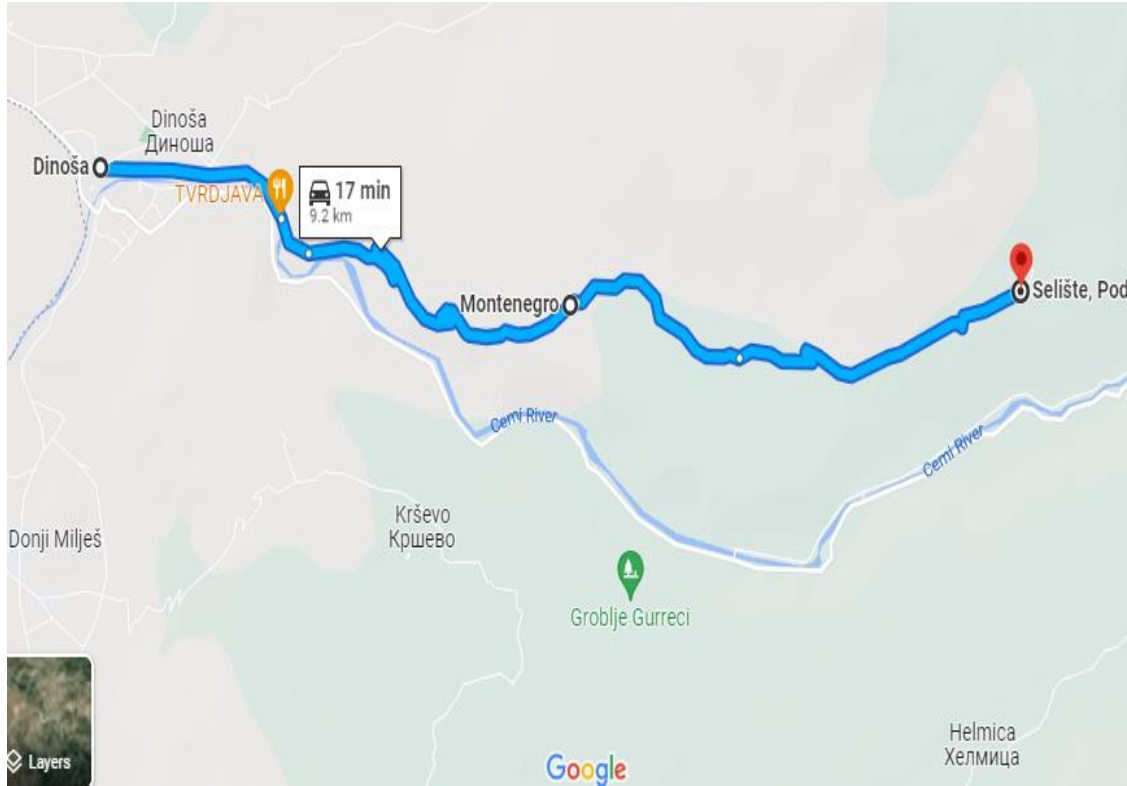 Dinoša
Диноша
Dinoša
TVRDJAVA
17 min
9.2 km
Montenegro
Selište, Pod
Cemi River
Cemi River
Krševo
Кршево
Donji Milješ
Groblje Gurreci
Helmica
Хелмица
Layers
Google